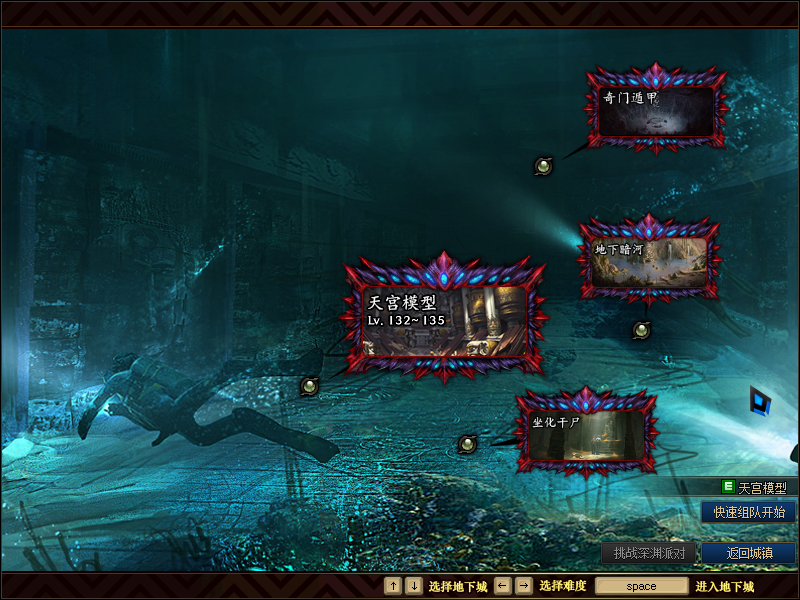 奇门遁甲
地下暗河
天宫模型
Lv. 132~135
坐化干尸
E 天宫模型
快速组队开始
挑战深渊派对
返回城镇
↑ ↓ 选择地下城 ← → 选择难度 space 进入地下城